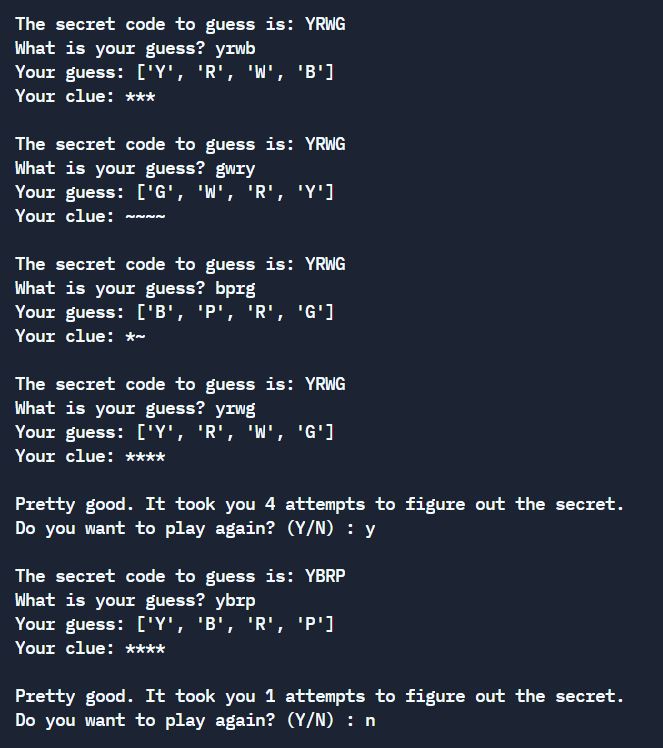 The secret code to guess is: YRWG
What is your guess? yrwb
Your guess: ['Y', 'R', 'W', 'B']
Your clue: ***
The secret code to guess is: YRWG
What is your guess? gwry
Your guess: ['G', 'W', 'R', 'Y']
Your clue: ~~~~
The secret code to guess is: YRWG
What is your guess? bprg
Your guess: ['B', 'P', 'R', 'G']
Your clue: *~
The secret code to guess is: YRWG
What is your guess? yrwg
Your guess: ['Y', 'R', 'W', 'G']
Your clue: ****
Pretty good. It took you 4 attempts to figure out the secret.
Do you want to play again? (Y/N) : y
The secret code to guess is: YBRP
What is your guess? ybrp
Your guess: ['Y', 'B', 'R', 'P']
Your clue: ****
Pretty good. It took you 1 attempts to figure out the secret.
Do you want to play again? (Y/N) : n